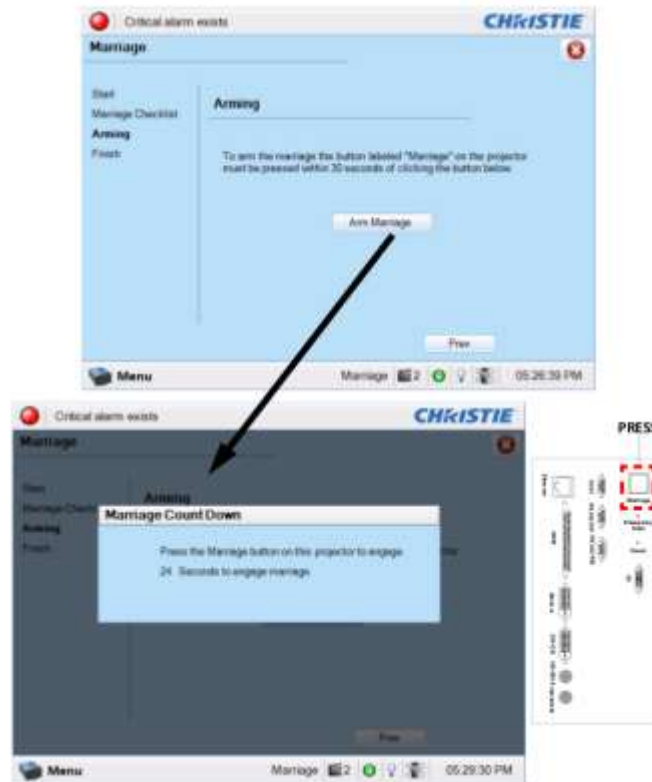 Critical alarm exists
CHRISTIE
Marriage
Start
Marriage Checklist
Arming
Finish
Arming
To arm the marriage the button labeled "Marriage" on the projector
must be pressed within 30 seconds of clicking the button below
Arm Marriage
Prev
Menu
Marriage
2
05:26:39 PM
Critical alarm exists
CHRISTIE
Marriage
Start
Arming
Finish
Arming
Marriage Count Down
Press the Marriage button on this projector to engage
24 Seconds to engage marriage
Prev
Menu
Marriage
2
05:29:30 PM
PRESS
Marriage